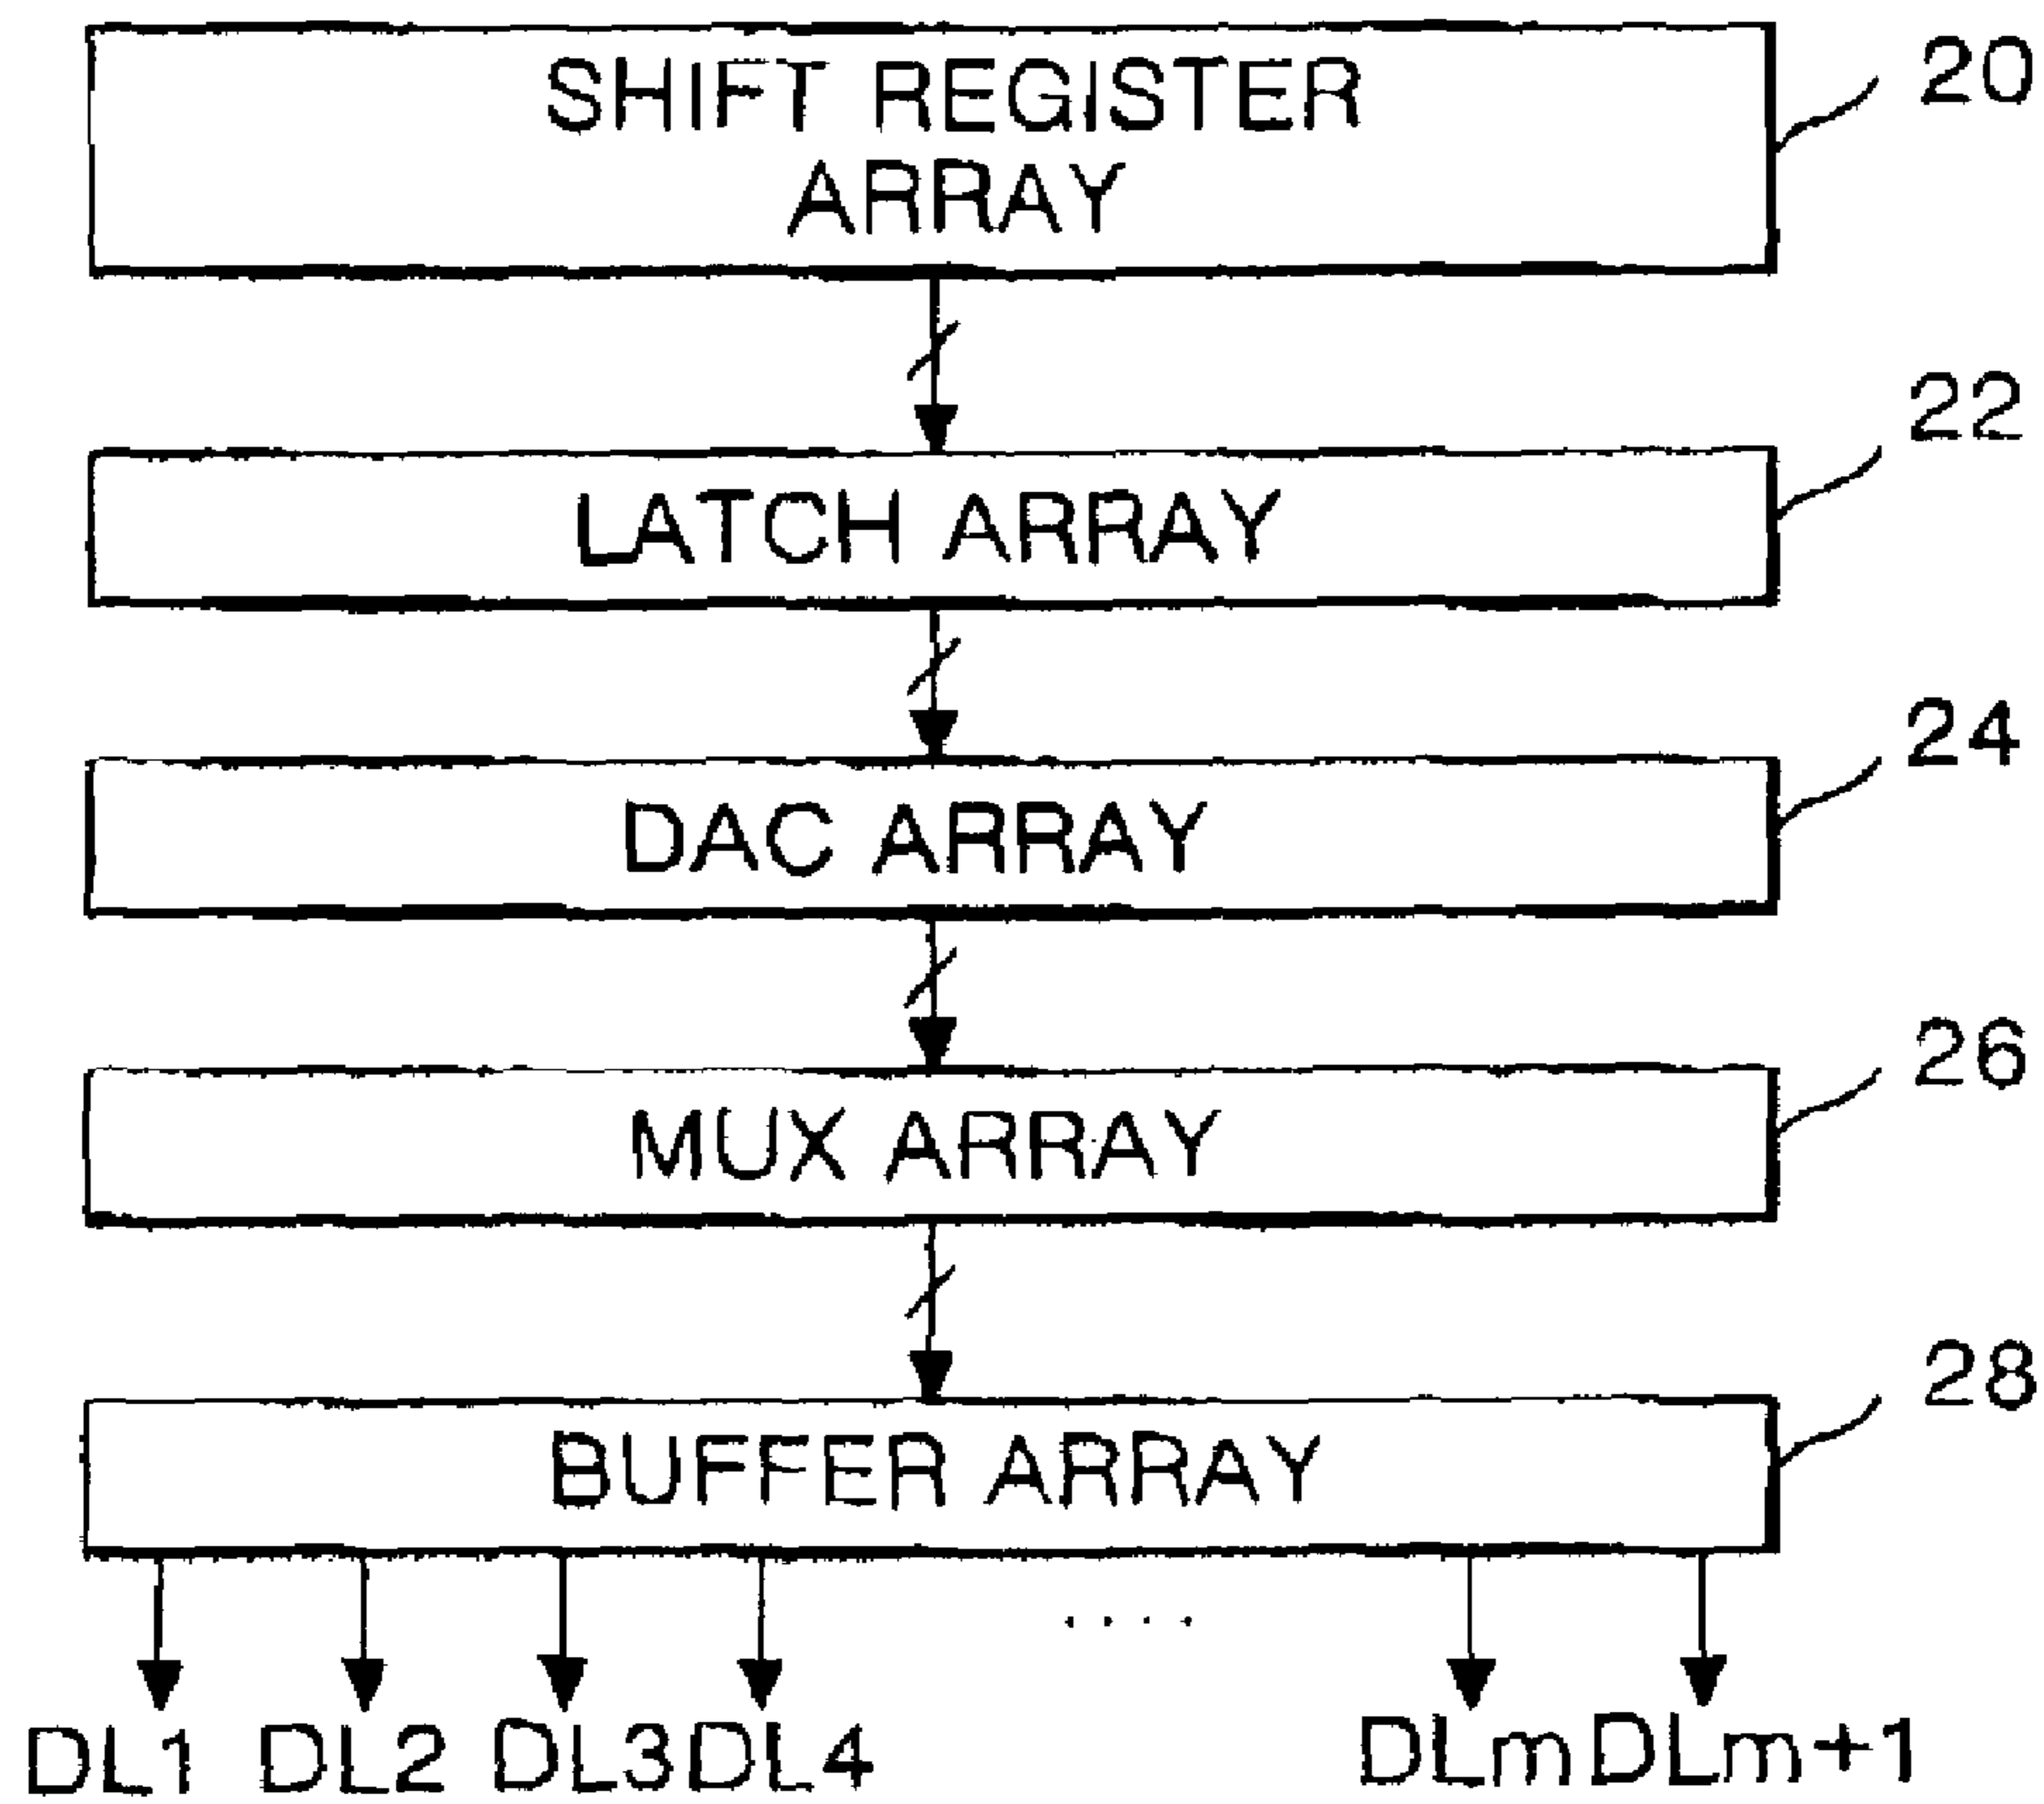 SHIFT REGISTER
ARRAY
20
22
LATCH ARRAY
24
DAC ARRAY
26
MUX ARRAY
28
BUFFER ARRAY
....
DL1 DL2 DL3 DL4 DLm DLm+1